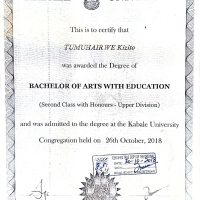 This is to certify that
TUMUHAIRWE Kizito
was awarded the Degree of
BACHELOR OF ARTS WITH EDUCATION
(Second Class with Honours - Upper Division)
and was admitted to the degree at the Kabale University
Congregation held on 26th October, 2018